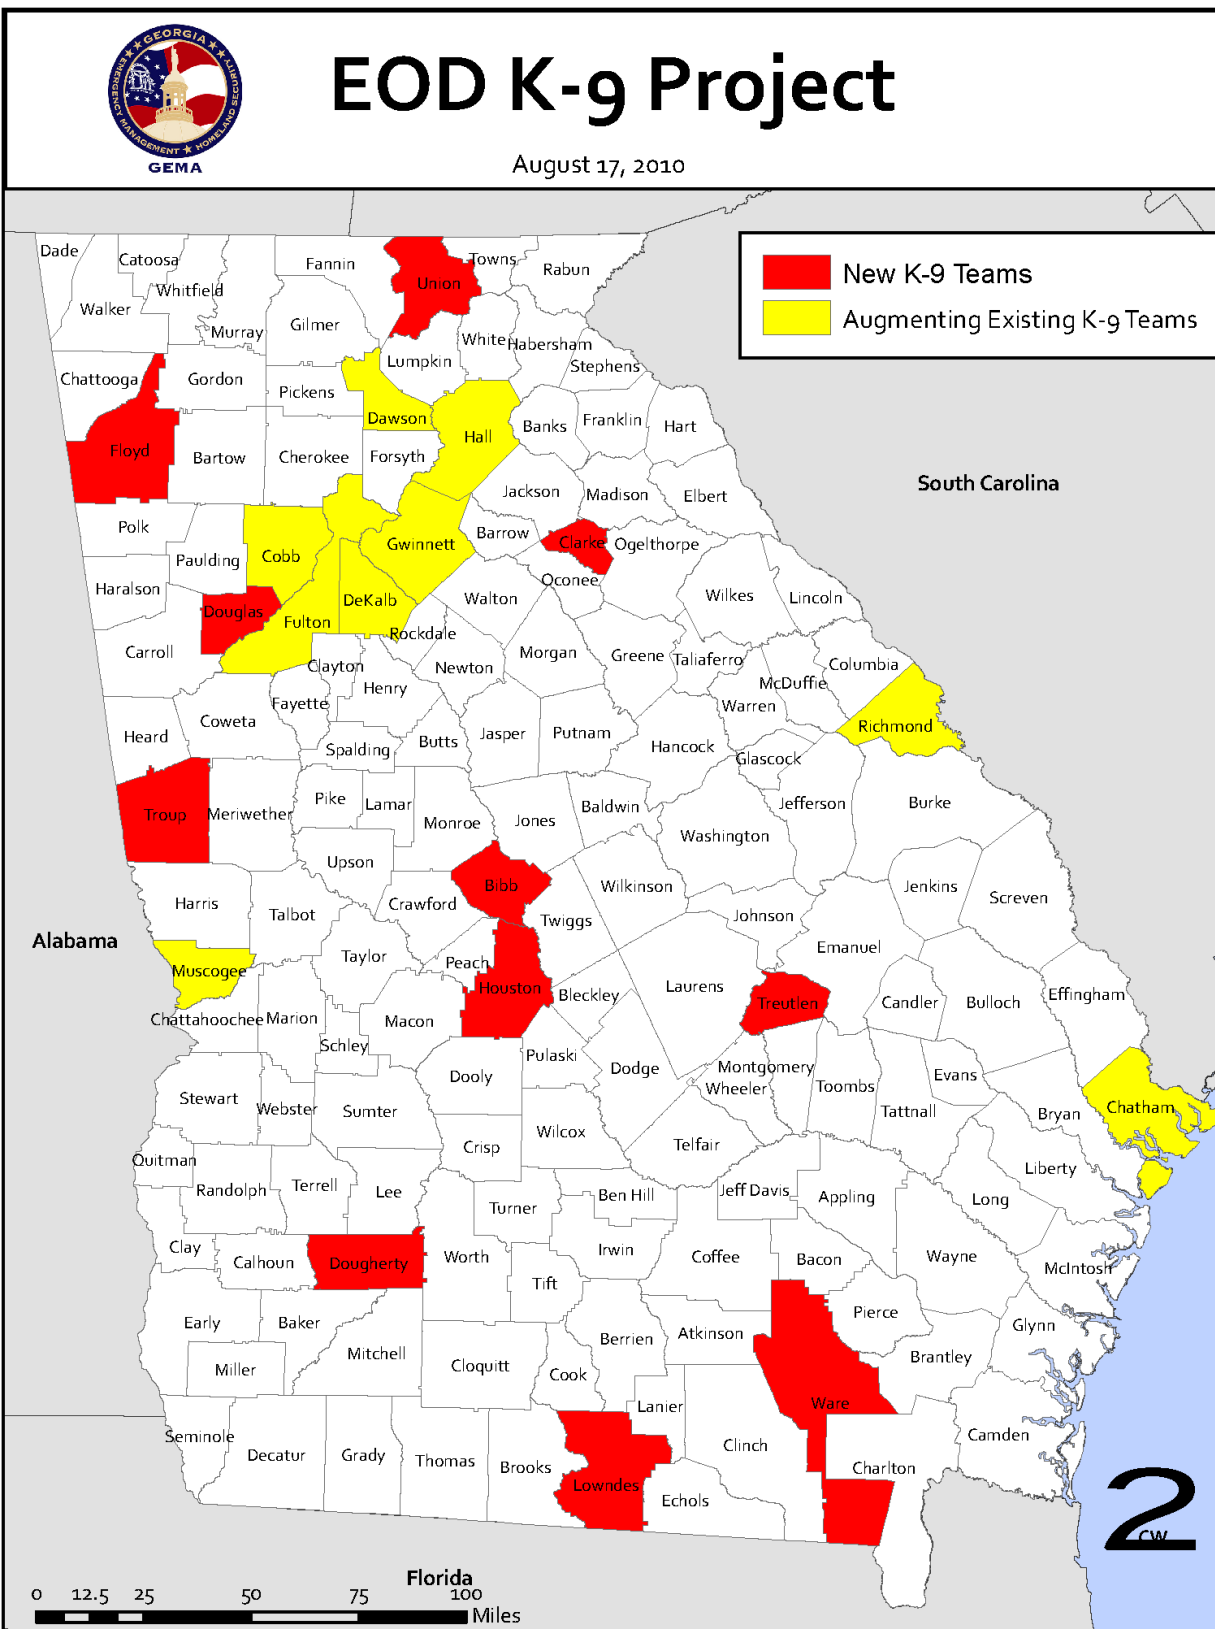 GEORGIA
EMERGENCY MANAGEMENT
HOMELAND SECURITY
GEMA
EOD K-9 Project
August 17, 2010
New K-9 Teams
Augmenting Existing K-9 Teams
Dade
Catoosa
Whitfield
Walker
Murray
Fannin
Gilmer
Union
Towns
Rabun
White
Habersham
Stephens
Lumpkin
Chattooga
Gordon
Pickens
Dawson
Hall
Banks
Franklin
Hart
Floyd
Bartow
Cherokee
Forsyth
Jackson
Madison
Elbert
South Carolina
Polk
Paulding
Cobb
Gwinnett
Barrow
Clarke
Ogelthorpe
Oconee
Haralson
Douglas
Fulton
DeKalb
Rockdale
Walton
Wilkes
Lincoln
Carroll
Clayton
Henry
Newton
Morgan
Greene
Taliaferro
McDuffie
Columbia
Fayette
Coweta
Warren
Richmond
Heard
Spalding
Butts
Jasper
Putnam
Hancock
Glascock
Troup
Meriwether
Pike
Lamar
Monroe
Jones
Baldwin
Washington
Jefferson
Burke
Upson
Bibb
Wilkinson
Jenkins
Screven
Harris
Talbot
Crawford
Twiggs
Johnson
Emanuel
Alabama
Muscogee
Taylor
Peach
Houston
Bleckley
Laurens
Treutlen
Candler
Bulloch
Effingham
Chattahoochee
Marion
Macon
Schley
Pulaski
Dodge
Montgomery
Wheeler
Toombs
Evans
Dooly
Stewart
Webster
Sumter
Tattnall
Bryan
Chatham
Crisp
Wilcox
Telfair
Quitman
Randolph
Terrell
Lee
Turner
Ben Hill
Jeff Davis
Appling
Long
Liberty
Clay
Calhoun
Dougherty
Worth
Irwin
Coffee
Bacon
Wayne
McIntosh
Tift
Early
Baker
Mitchell
Berrien
Atkinson
Pierce
Glynn
Miller
Cloquitt
Cook
Brantley
Lanier
Ware
Seminole
Decatur
Grady
Thomas
Brooks
Lowndes
Clinch
Charlton
Camden
Echols
2
CW
Florida
0 12.5 25 50 75 100
Miles